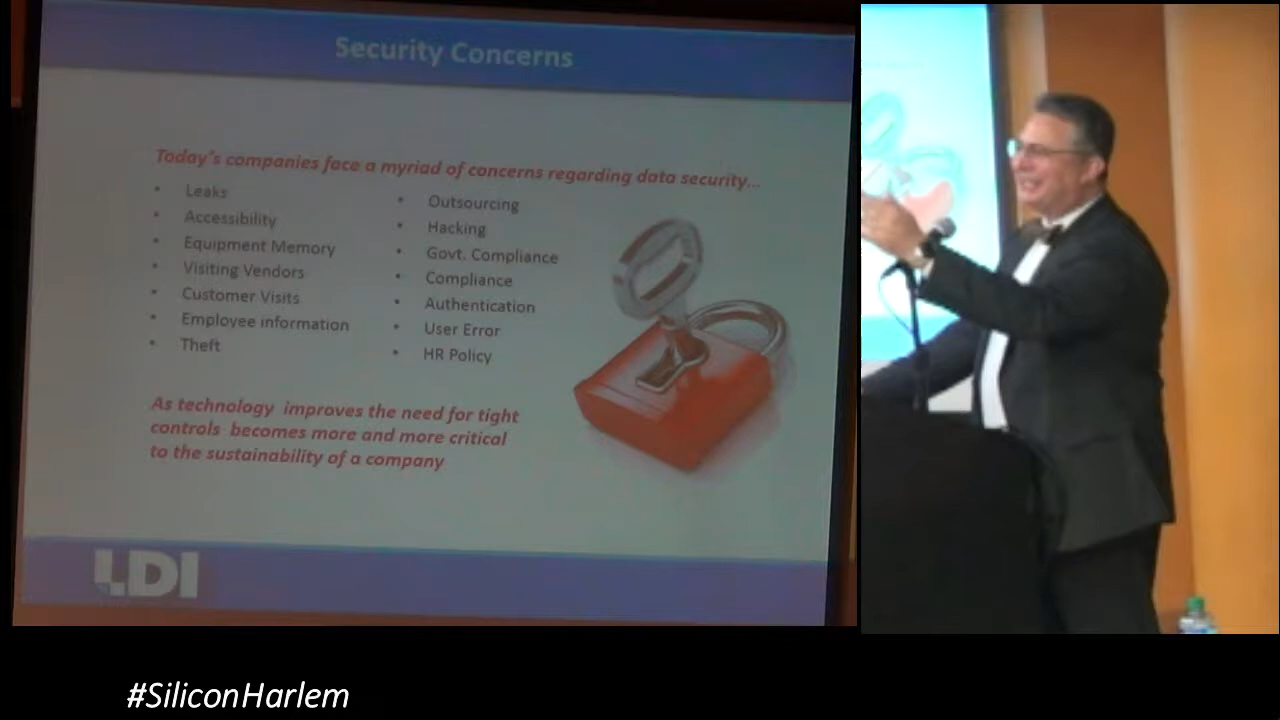 Security Concerns
Today's companies face a myriad of concerns regarding data security...
• Leaks
• Accessibility
• Equipment Memory
• Visiting Vendors
• Customer Visits
• Employee information
• Theft
• Outsourcing
• Hacking
• Govt. Compliance
• Compliance
• Authentication
• User Error
• HR Policy
As technology improves the need for tight
controls becomes more and more critical
to the sustainability of a company
LDI
#SiliconHarlem